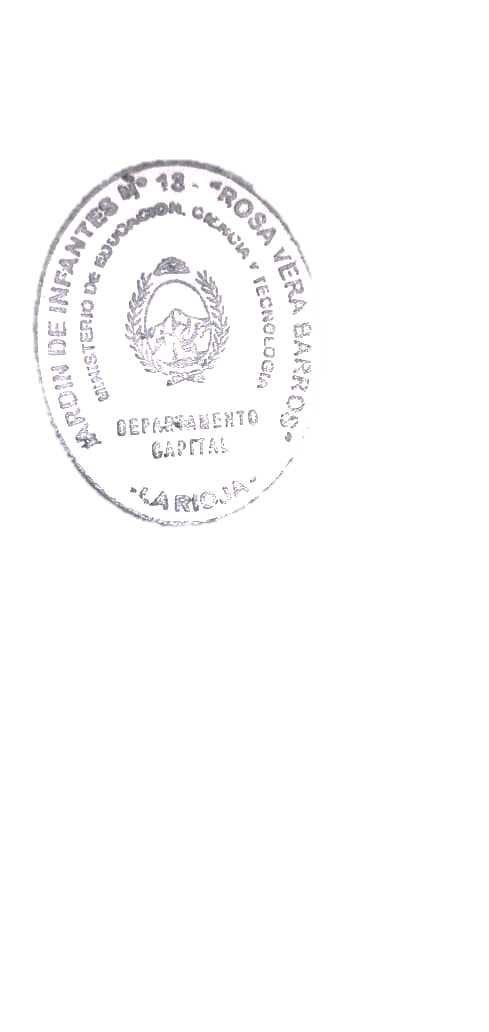 JARDIN DE INFANTES Nº 13 - "ROSA VERA BARROS"
MINISTERIO DE EDUCACION, CIENCIA Y TECNOLOGIA
DEPARTAMENTO
CAPITAL
-LA RIOJA-